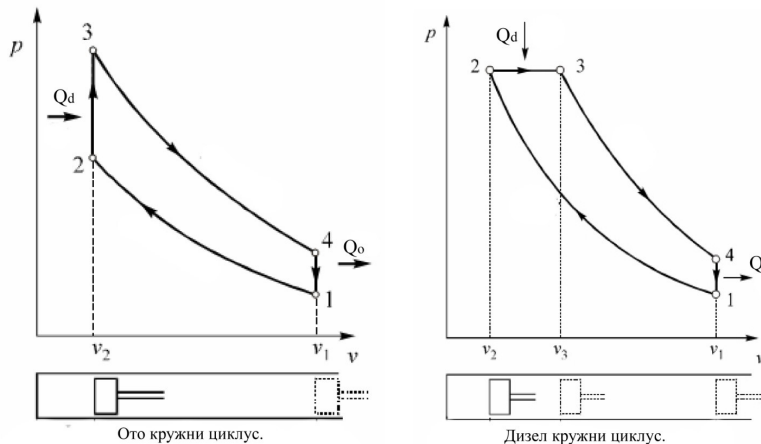 p
3
Qd
2
4
Qo
1
v2
v1
v
Ото кружни циклус.
p
Qd
2
3
4
Q
1
v2
v3
v1
Дизел кружни циклус.